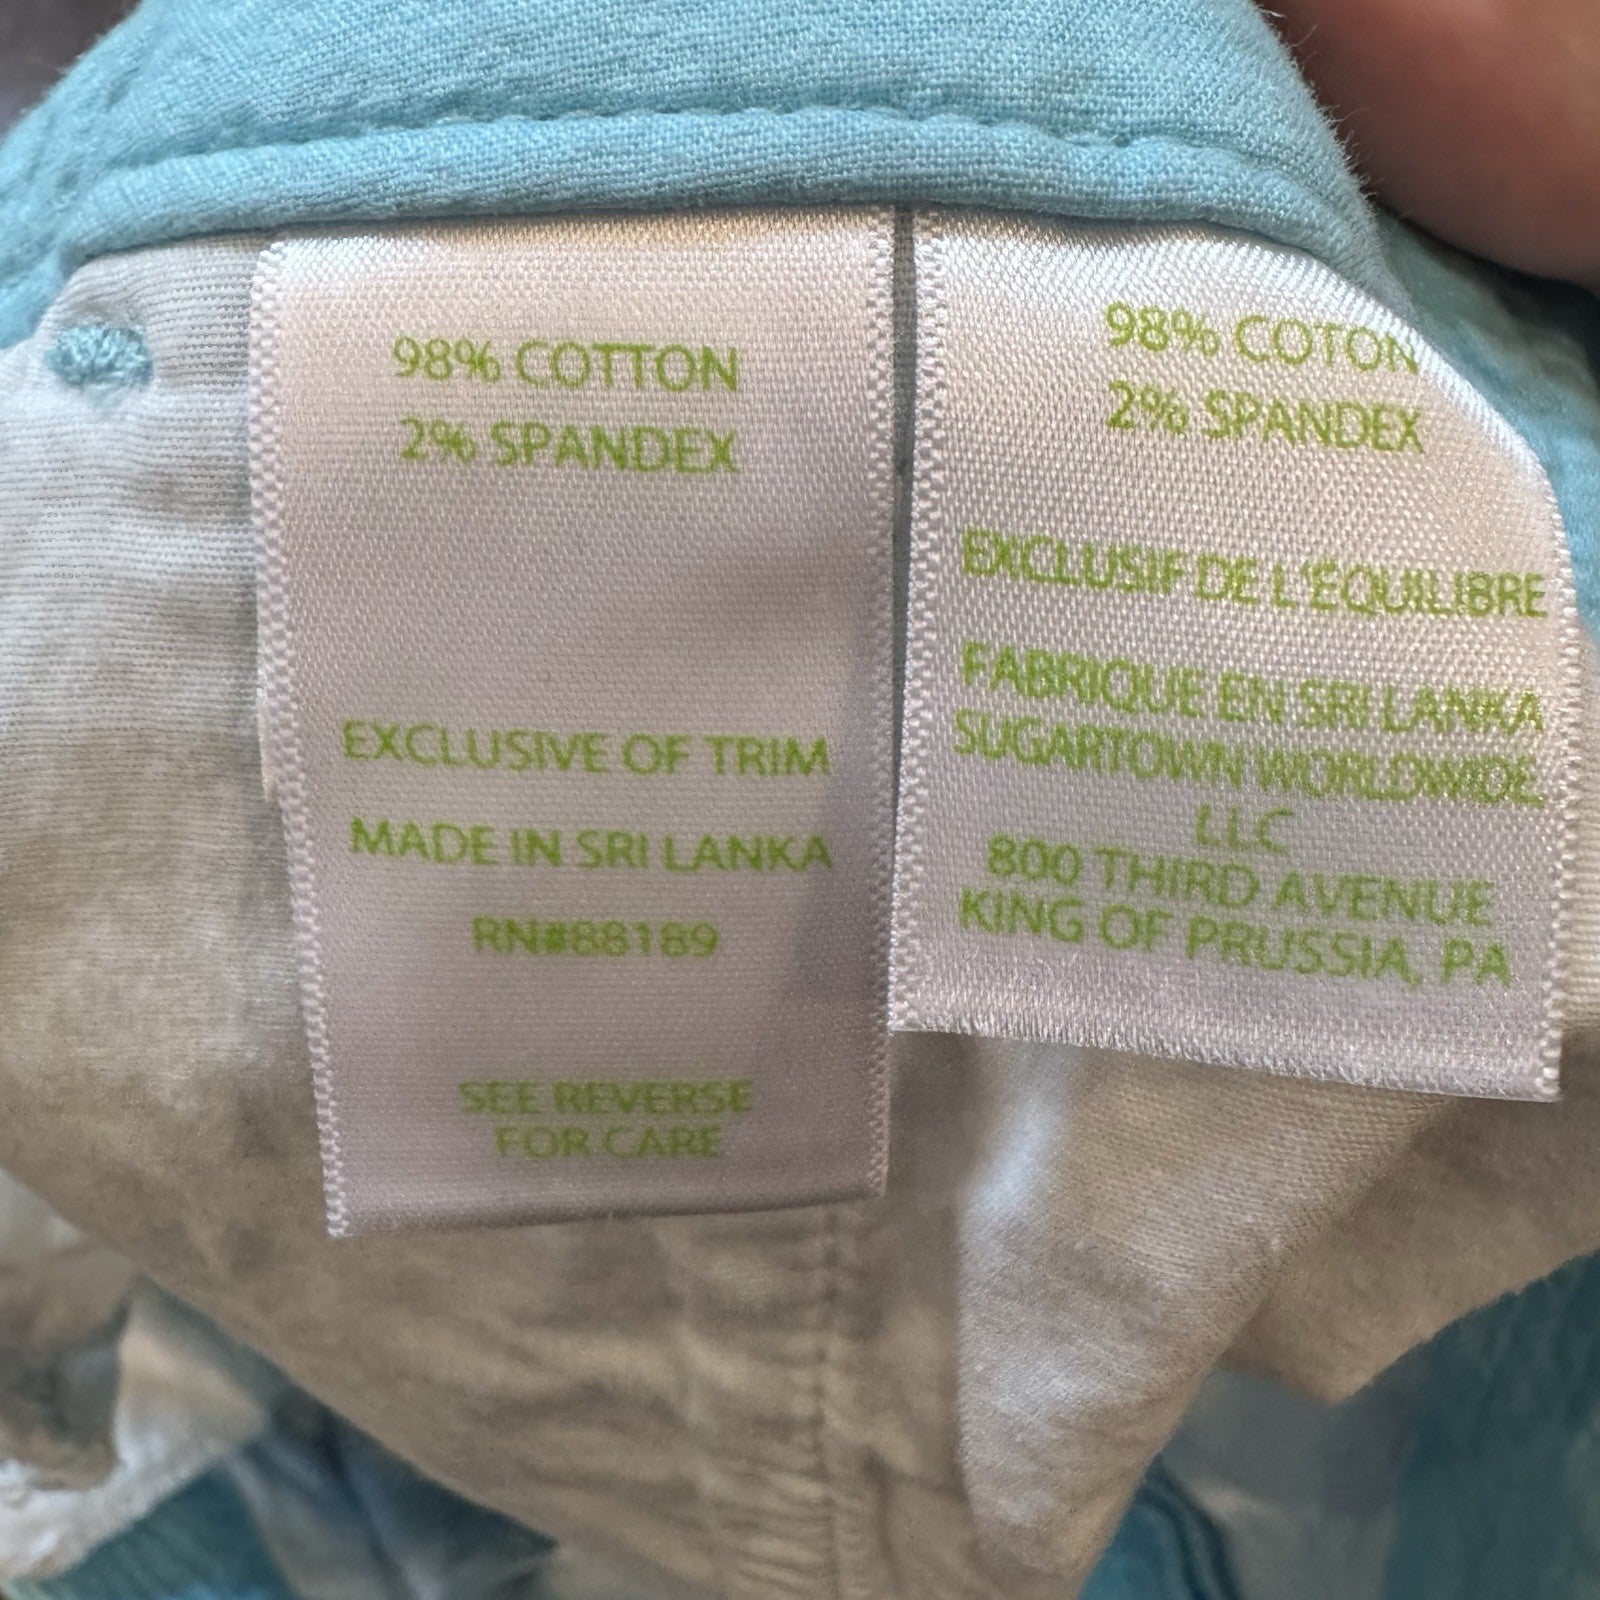 98% COTTON
2% SPANDEX
EXCLUSIVE OF TRIM
MADE IN SRI LANKA
RN#88189
SEE REVERSE
FOR CARE
98% COTON
2% SPANDEX
EXCLUSIF DE L'EQUILIBRE
FABRIQUE EN SRI LANKA
SUGARTOWN WORLDWIDE
LLC
800 THIRD AVENUE
KING OF PRUSSIA, PA